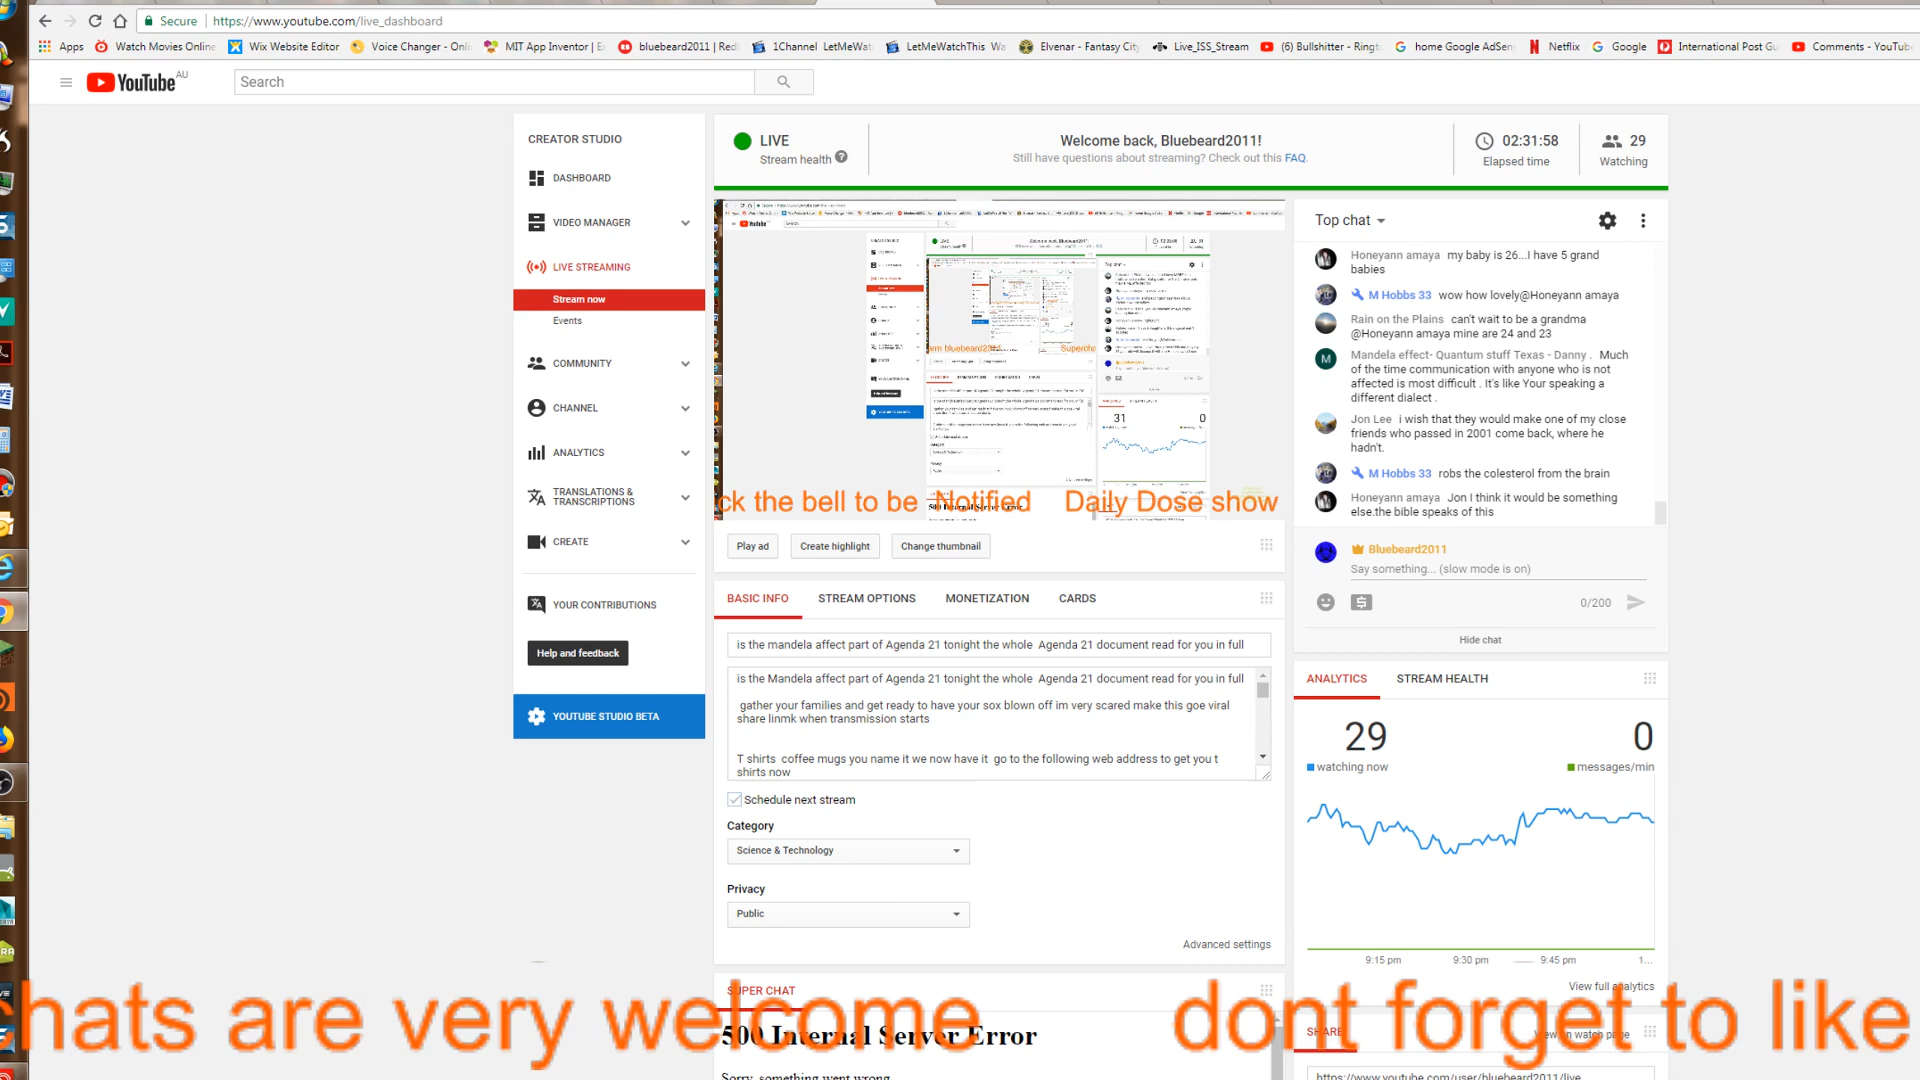 Secure https://www.youtube.com/live_dashboard
Apps Watch Movies Online Wix Website Editor Voice Changer - Onli MIT App Inventor | E bluebeard2011 | Red 1Channel LetMeWat LetMeWatchThis Wa Elvenar - Fantasy City Live_ISS_Stream (6) Bullshitter - Ringt home Google AdSen Netflix Google International Post Gu Comments - YouTube
YouTube AU
Search
CREATOR STUDIO
DASHBOARD
VIDEO MANAGER
LIVE STREAMING
Stream now
Events
COMMUNITY
CHANNEL
ANALYTICS
TRANSLATIONS &
TRANSCRIPTIONS
CREATE
YOUR CONTRIBUTIONS
Help and feedback
YOUTUBE STUDIO BETA
LIVE
Stream health
Welcome back, Bluebeard2011!
Still have questions about streaming? Check out this FAQ.
02:31:58
Elapsed time
29
Watching
31
0
ck the bell to be Notified Daily Dose show
Play ad
Create highlight
Change thumbnail
BASIC INFO STREAM OPTIONS MONETIZATION CARDS
is the mandela affect part of Agenda 21 tonight the whole Agenda 21 document read for you in full
is the Mandela affect part of Agenda 21 tonight the whole Agenda 21 document read for you in full
gather your families and get ready to have your sox blown off im very scared make this goe viral
share linmk when transmission starts
T shirts coffee mugs you name it we now have it go to the following web address to get you t
shirts now
Schedule next stream
Category
Science & Technology
Privacy
Public
Advanced settings
SUPER CHAT
500 Internal Server Error
Sorry, something went wrong
Top chat
Honeyann amaya my baby is 26...I have 5 grand
babies
M Hobbs 33 wow how lovely@Honeyann amaya
Rain on the Plains can't wait to be a grandma
@Honeyann amaya mine are 24 and 23
M
Mandela effect- Quantum stuff Texas - Danny . Much
of the time communication with anyone who is not
affected is most difficult . It's like Your speaking a
different dialect .
Jon Lee i wish that they would make one of my close
friends who passed in 2001 come back, where he
hadn't.
M Hobbs 33 robs the colesterol from the brain
Honeyann amaya Jon I think it would be something
else.the bible speaks of this
Bluebeard2011
Say something... (slow mode is on)
0/200
Hide chat
ANALYTICS STREAM HEALTH
29
watching now
0
messages/min
9:15 pm 9:30 pm 9:45 pm 1...
View full analytics
SHARE
View on watch page
https://www.youtube.com/user/bluebeard2011/live
chats are very welcome dont forget to like